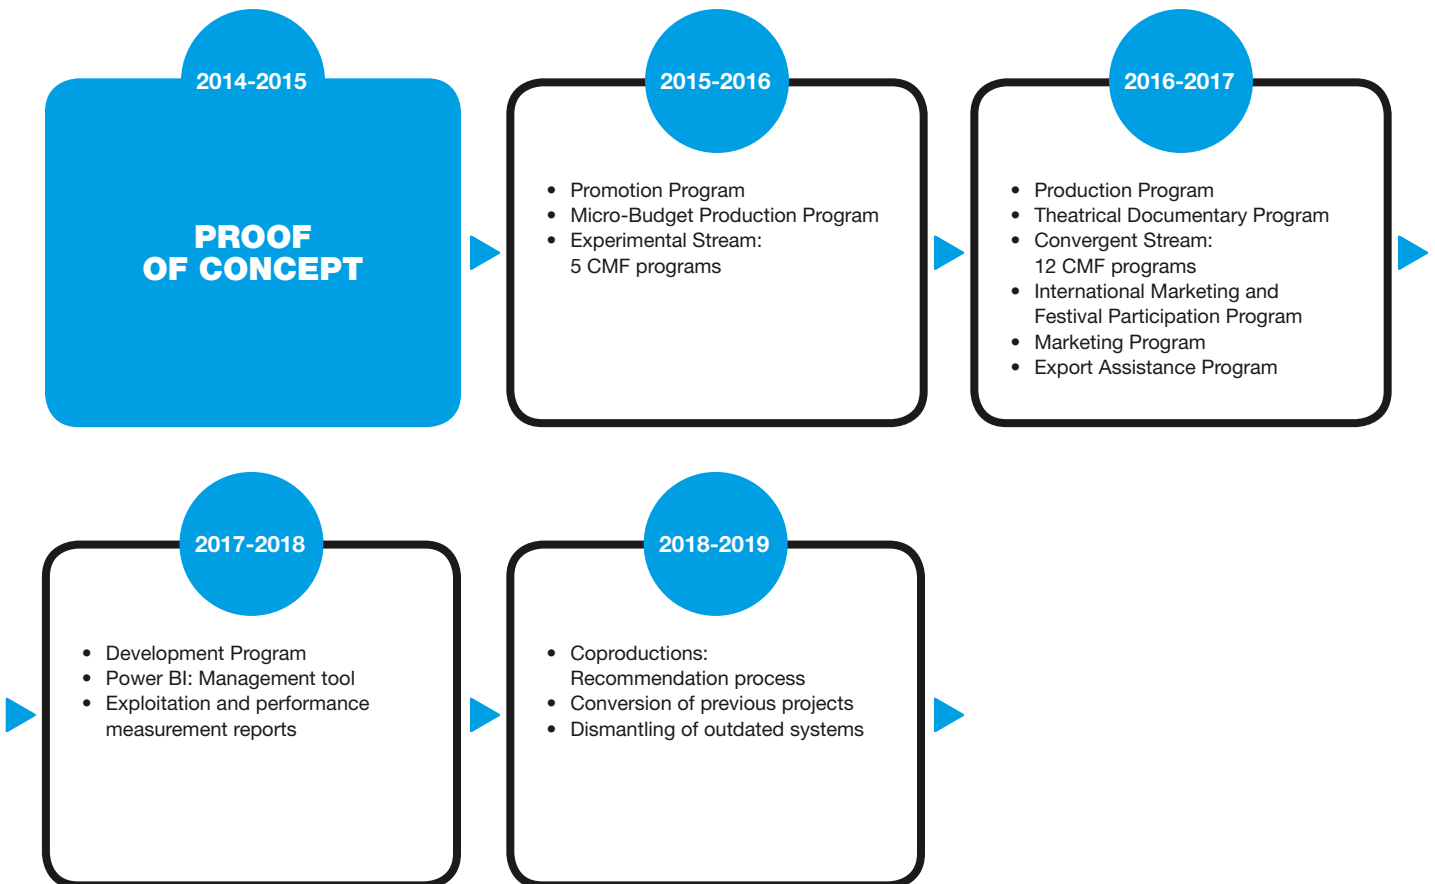 2014-2015
PROOF
OF CONCEPT
2015-2016
• Promotion Program
• Micro-Budget Production Program
• Experimental Stream:
5 CMF programs
2016-2017
• Production Program
• Theatrical Documentary Program
• Convergent Stream:
12 CMF programs
• International Marketing and
Festival Participation Program
• Marketing Program
• Export Assistance Program
2017-2018
• Development Program
• Power BI: Management tool
• Exploitation and performance
measurement reports
2018-2019
• Coproductions:
Recommendation process
• Conversion of previous projects
• Dismantling of outdated systems